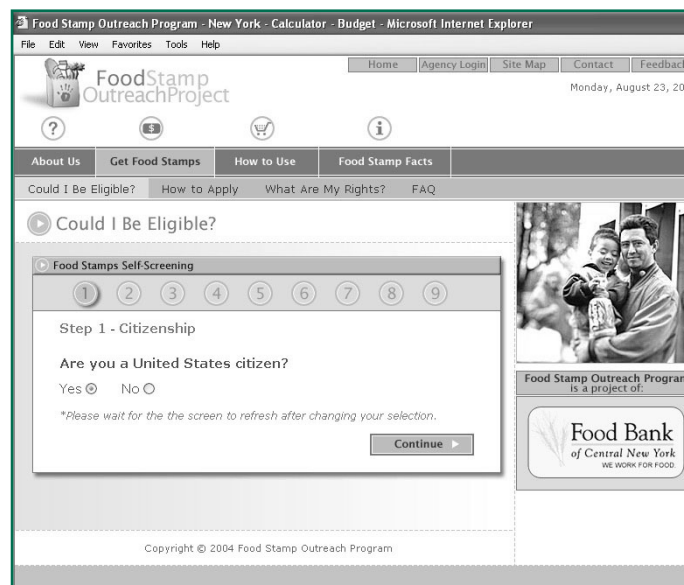 Food Stamp Outreach Program - New York - Calculator - Budget - Microsoft Internet Explorer
File Edit View Favorites Tools Help
Home Agency Login Site Map Contact Feedback
FoodStamp
OutreachProject
Monday, August 23, 20
? $ i
About Us Get Food Stamps How to Use Food Stamp Facts
Could I Be Eligible? How to Apply What Are My Rights? FAQ
Could I Be Eligible?
Food Stamps Self-Screening
1 2 3 4 5 6 7 8 9
Step 1 - Citizenship
Are you a United States citizen?
Yes No
*Please wait for the the screen to refresh after changing your selection.
Continue
Food Stamp Outreach Program
is a project of:
Food Bank
of Central New York
WE WORK FOR FOOD.
Copyright © 2004 Food Stamp Outreach Program